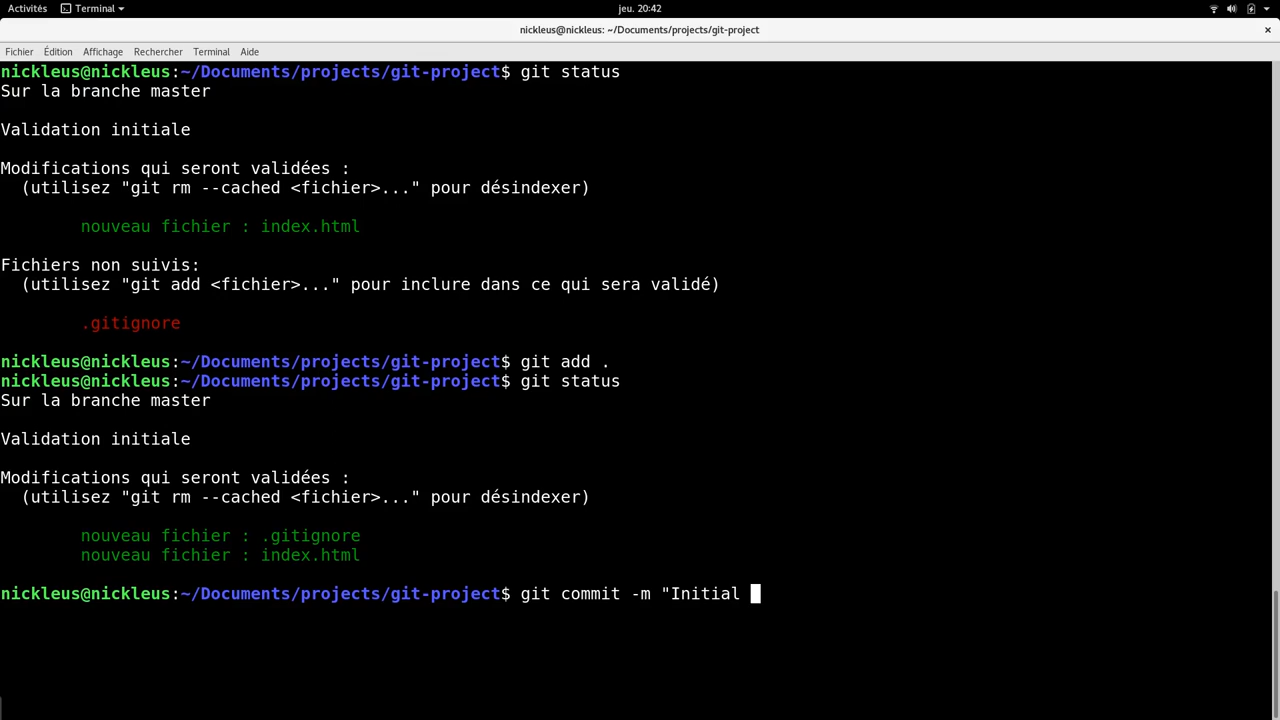 Activités Terminal jeu. 20:42
nickleus@nickleus: ~/Documents/projects/git-project
Fichier Édition Affichage Rechercher Terminal Aide
nickleus@nickleus:~/Documents/projects/git-project$ git status
Sur la branche master
Validation initiale
Modifications qui seront validées :
(utilisez "git rm --cached <fichier>..." pour désindexer)
nouveau fichier : index.html
Fichiers non suivis:
(utilisez "git add <fichier>..." pour inclure dans ce qui sera validé)
.gitignore
nickleus@nickleus:~/Documents/projects/git-project$ git add .
nickleus@nickleus:~/Documents/projects/git-project$ git status
Sur la branche master
Validation initiale
Modifications qui seront validées :
(utilisez "git rm --cached <fichier>..." pour désindexer)
nouveau fichier : .gitignore
nouveau fichier : index.html
nickleus@nickleus:~/Documents/projects/git-project$ git commit -m "Initial